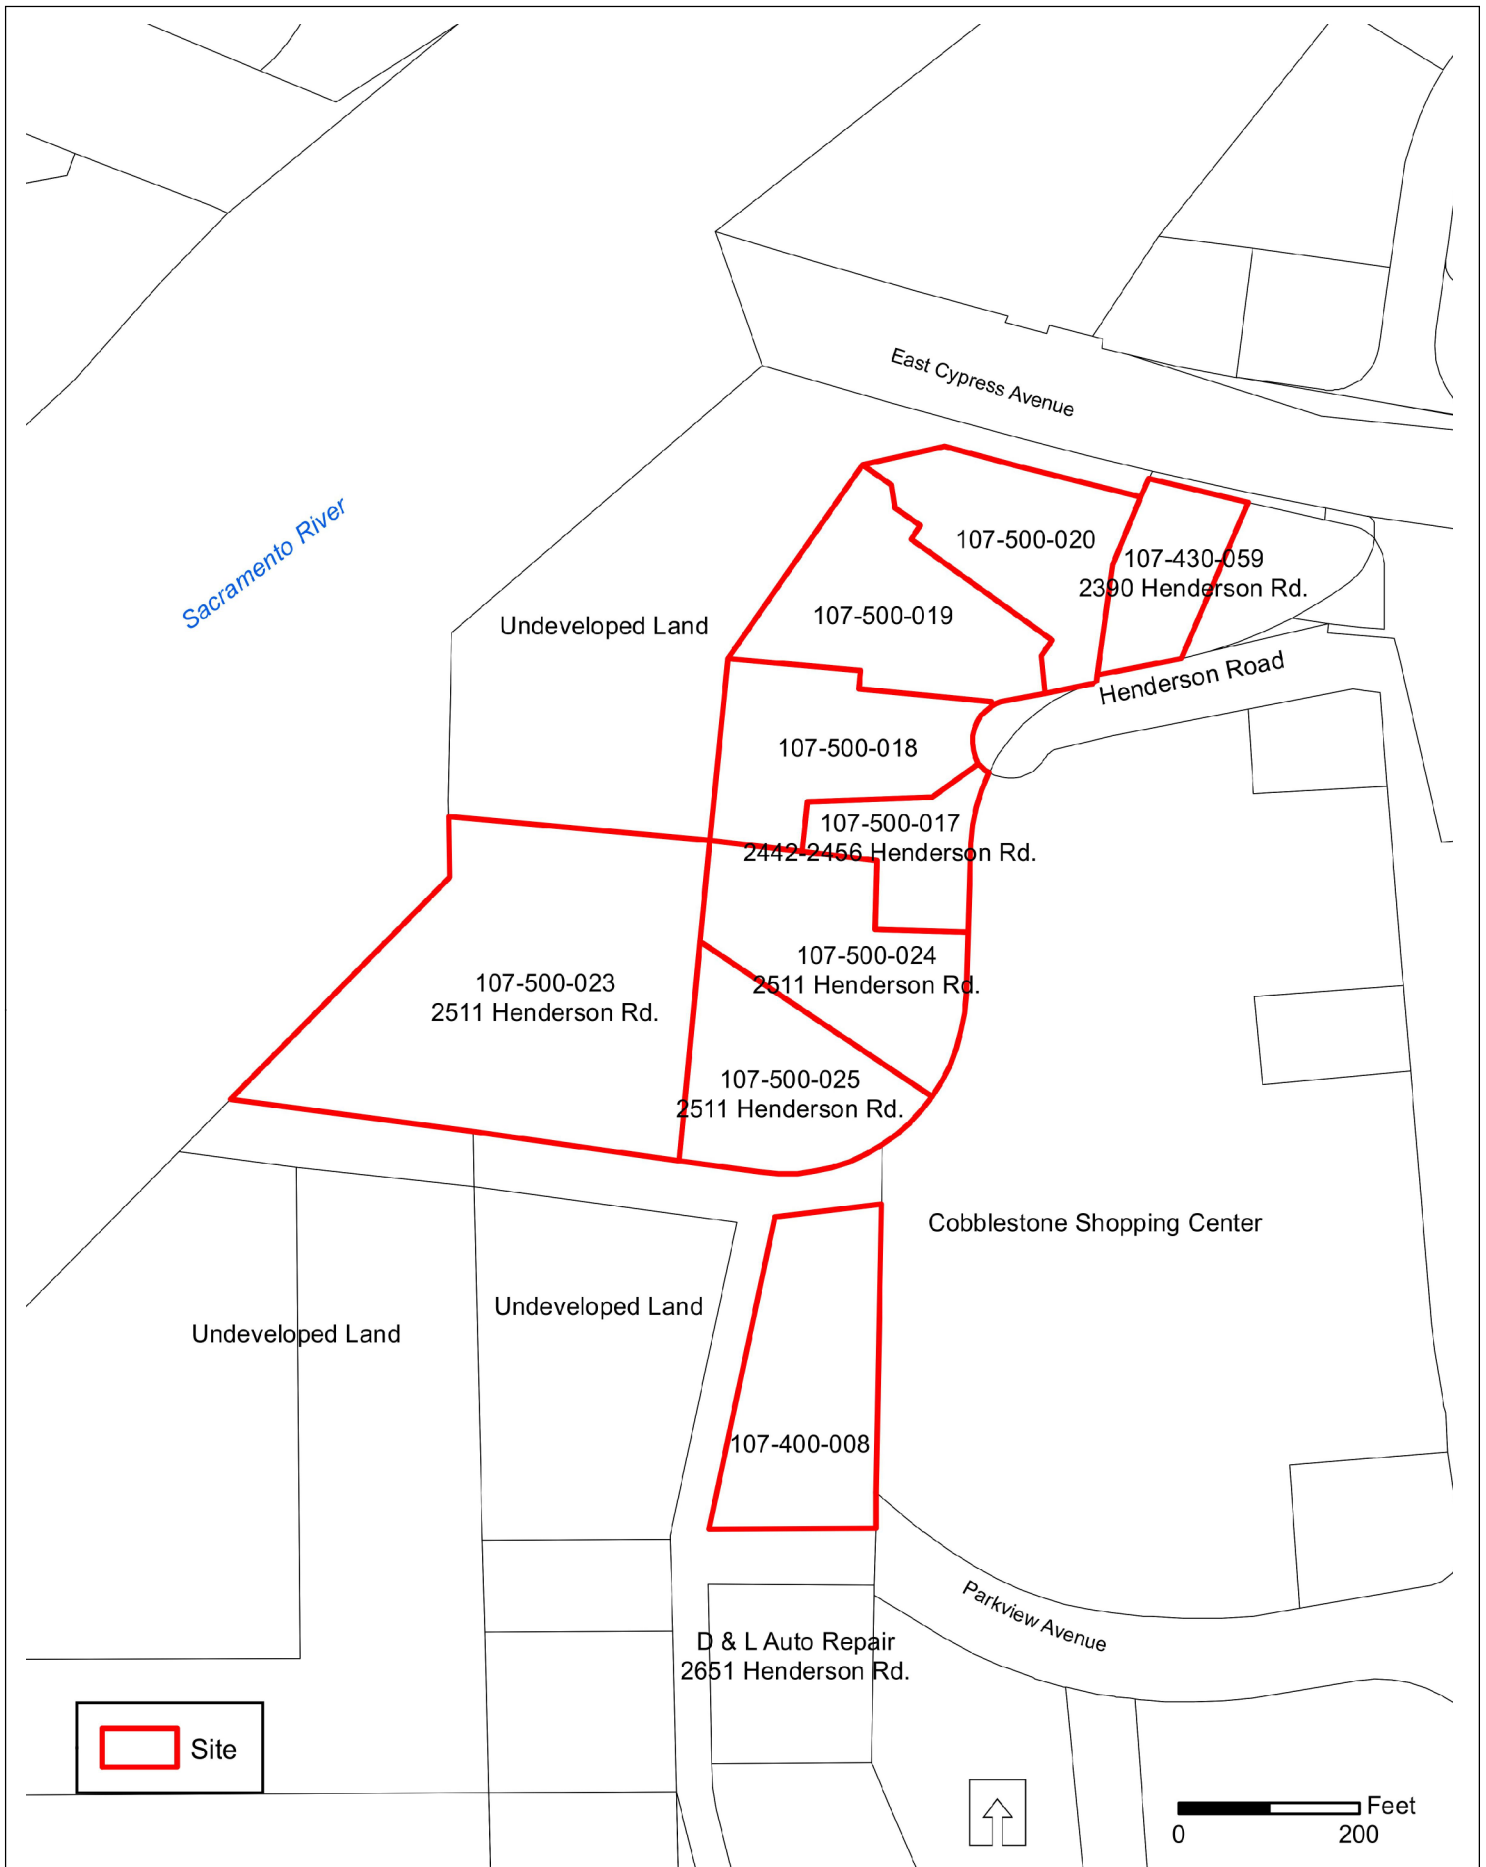 East Cypress Avenue
Sacramento River
107-500-020
107-430-059
2390 Henderson Rd.
107-500-019
Undeveloped Land
Henderson Road
107-500-018
107-500-017
2442-2456 Henderson Rd.
107-500-024
2511 Henderson Rd.
107-500-023
2511 Henderson Rd.
107-500-025
2511 Henderson Rd.
Cobblestone Shopping Center
Undeveloped Land
Undeveloped Land
107-400-008
Parkview Avenue
D & L Auto Repair
2651 Henderson Rd.
Site
Feet
0 200